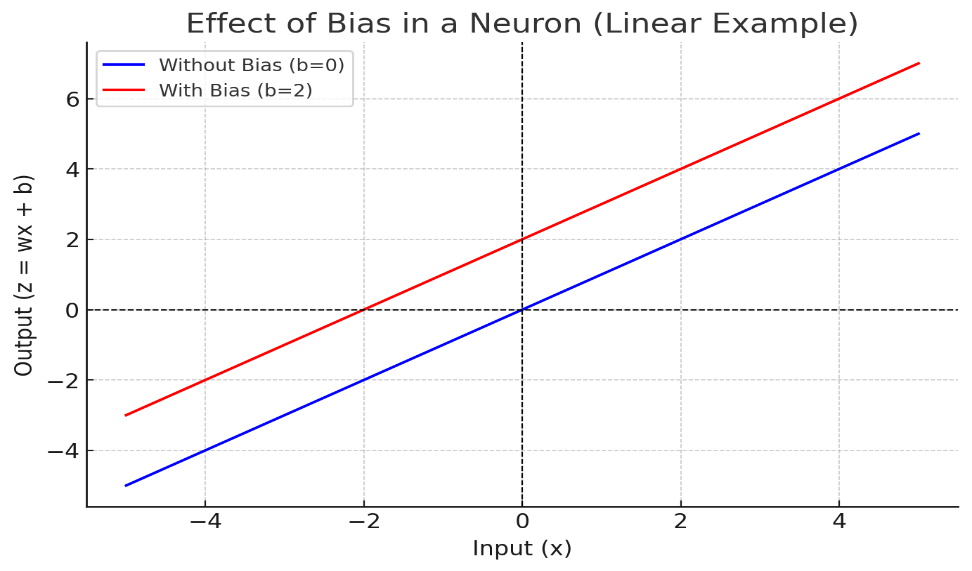 Effect of Bias in a Neuron (Linear Example)
Without Bias (b=0)
With Bias (b=2)
Output (z = wx + b)
6
4
2
0
−2
−4
−4
−2
0
2
4
Input (x)